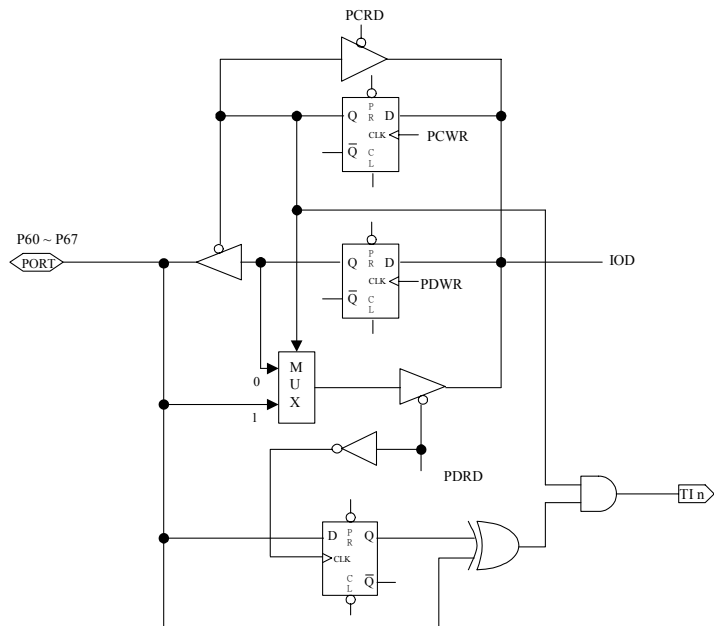 PCRD
P
R
Q D
CLK
PCWR
Q
C
L
P60 ~ P67
PORT
P
R
Q D
CLK
PDWR
Q
C
L
IOD
0
1
M
U
X
PDRD
TI n
D
P
R
Q
CLK
C
L
Q